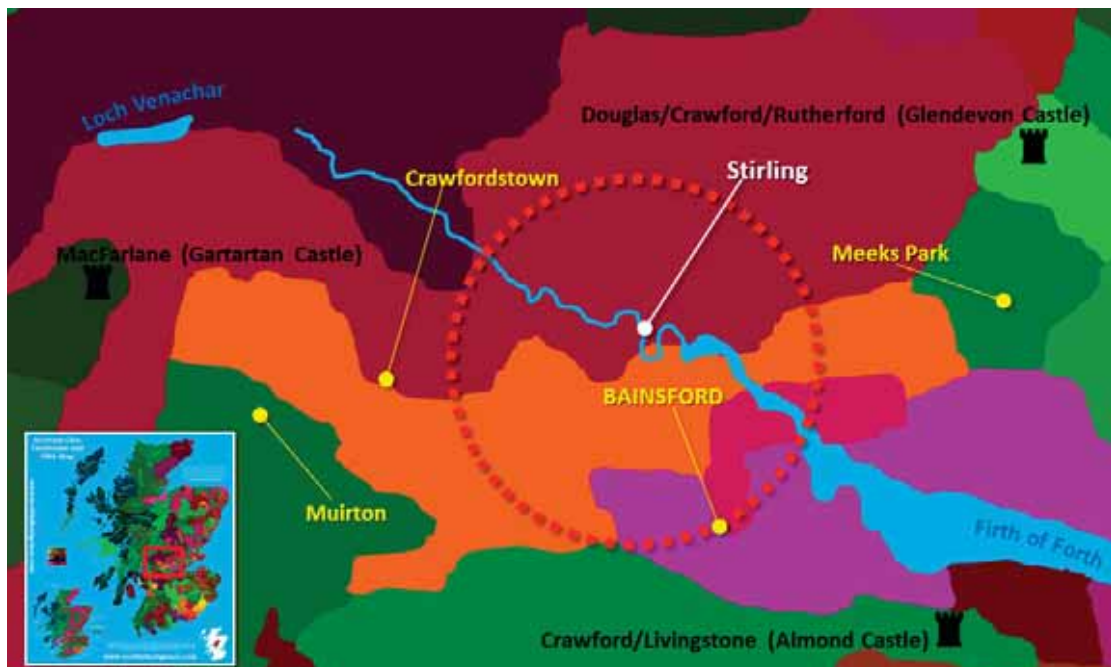 Loch Venachar
Douglas/Crawford/Rutherford (Glendevon Castle)
Crawfordstown
Stirling
MacFarlane (Gartartan Castle)
Meeks Park
BAINSFORD
Muirton
Firth of Forth
Crawford/Livingstone (Almond Castle)